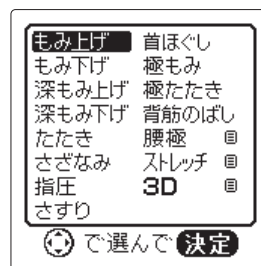 もみ上げ 首ほぐし
もみ下げ 極もみ
深もみ上げ 極たたき
深もみ下げ 背筋のばし
たたき 腰極
さざなみ ストレッチ
指圧 3D
さすり
で選んで 決定